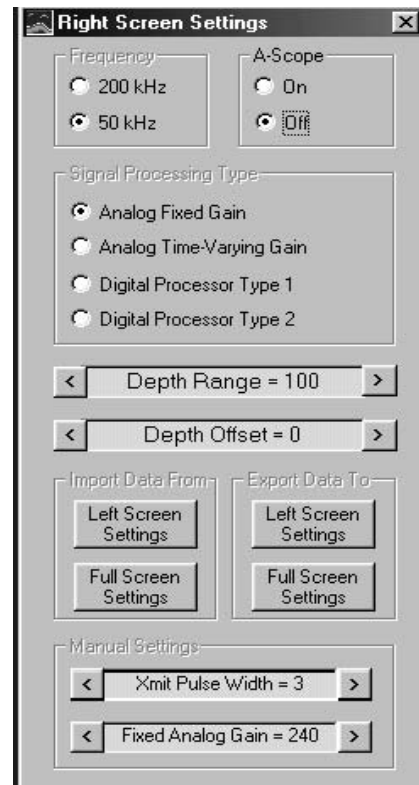 Right Screen Settings
Frequency
200 kHz
50 kHz
A-Scope
On
Off
Signal Processing Type
Analog Fixed Gain
Analog Time-Varying Gain
Digital Processor Type 1
Digital Processor Type 2
< Depth Range = 100 >
< Depth Offset = 0 >
Import Data From
Left Screen
Settings
Full Screen
Settings
Export Data To
Left Screen
Settings
Full Screen
Settings
Manual Settings
< Xmit Pulse Width = 3 >
< Fixed Analog Gain = 240 >